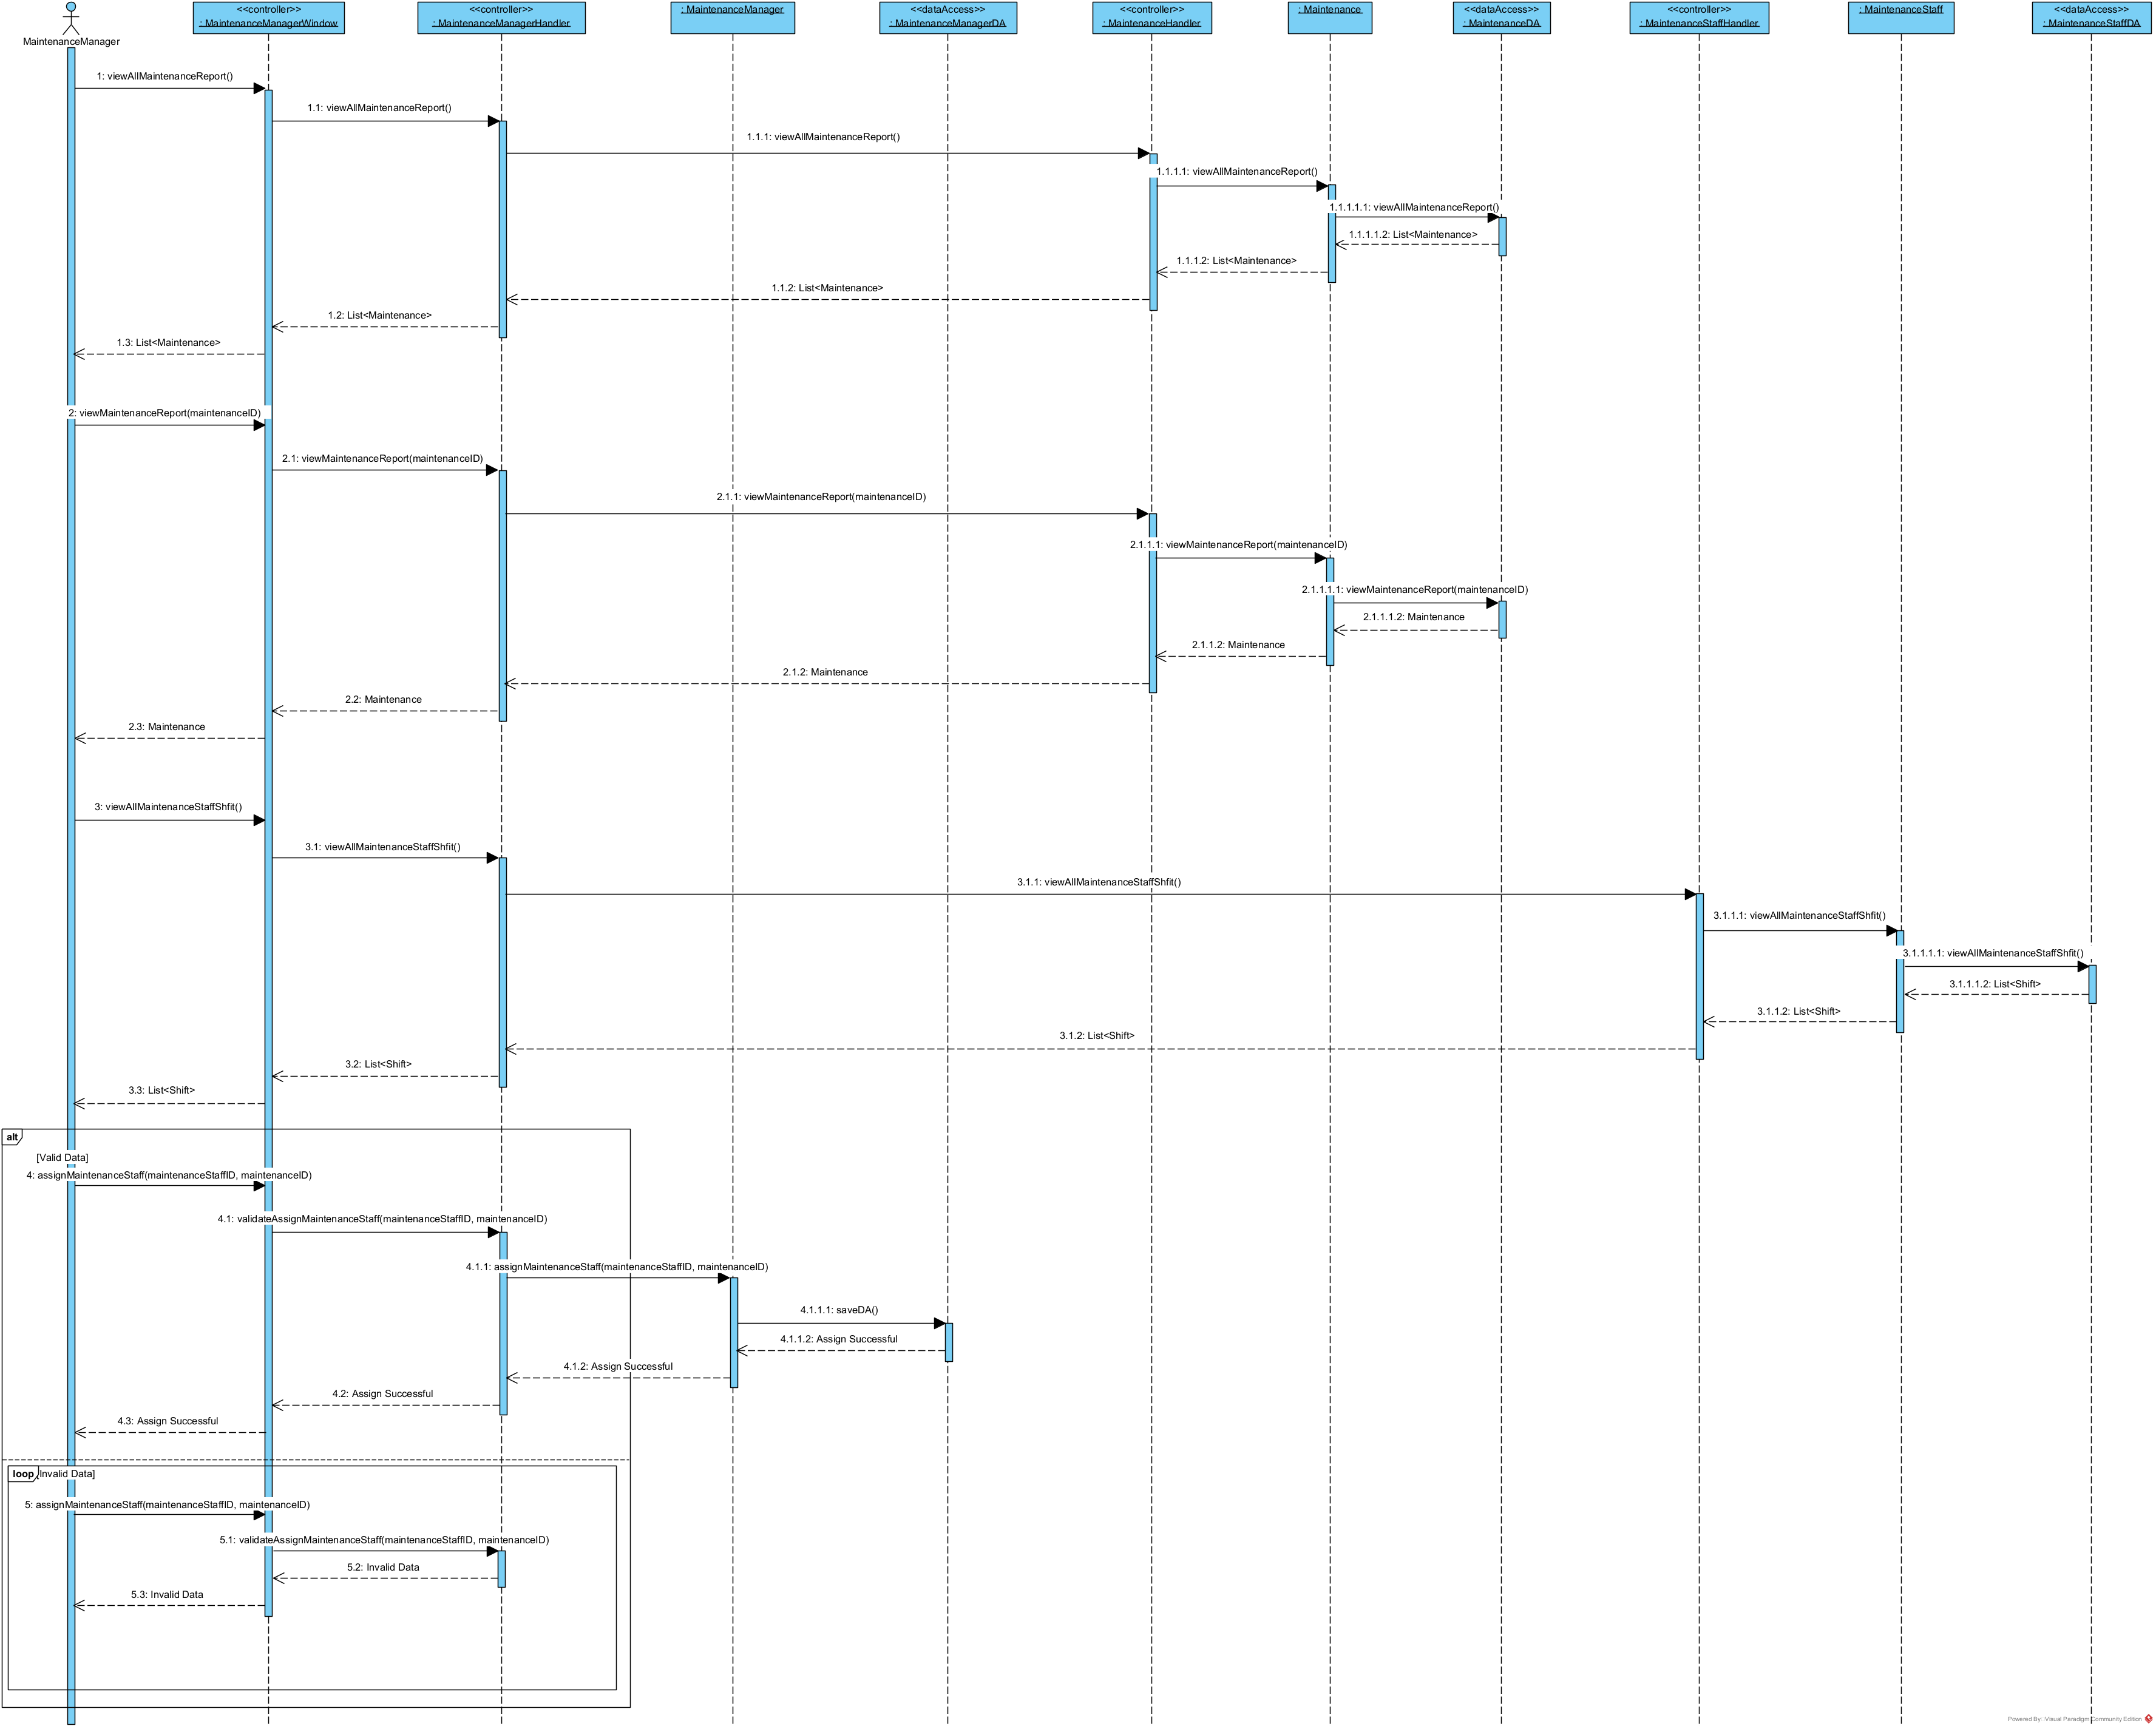 MaintenanceManager
<<controller>>
: MaintenanceManagerWindow
<<controller>>
: MaintenanceManagerHandler
: MaintenanceManager
<<dataAccess>>
: MaintenanceManagerDA
<<controller>>
: MaintenanceHandler
: Maintenance
<<dataAccess>>
: MaintenanceDA
<<controller>>
: MaintenanceStaffHandler
: MaintenanceStaff
<<dataAccess>>
: MaintenanceStaffDA
1: viewAllMaintenanceReport()
1.1: viewAllMaintenanceReport()
1.1.1: viewAllMaintenanceReport()
1.1.1.1: viewAllMaintenanceReport()
1.1.1.1.1: viewAllMaintenanceReport()
1.1.1.1.2: List<Maintenance>
1.1.1.2: List<Maintenance>
1.1.2: List<Maintenance>
1.2: List<Maintenance>
1.3: List<Maintenance>
2: viewMaintenanceReport(maintenanceID)
2.1: viewMaintenanceReport(maintenanceID)
2.1.1: viewMaintenanceReport(maintenanceID)
2.1.1.1: viewMaintenanceReport(maintenanceID)
2.1.1.1.1: viewMaintenanceReport(maintenanceID)
2.1.1.1.2: Maintenance
2.1.1.2: Maintenance
2.1.2: Maintenance
2.2: Maintenance
2.3: Maintenance
3: viewAllMaintenanceStaffShfit()
3.1: viewAllMaintenanceStaffShfit()
3.1.1: viewAllMaintenanceStaffShfit()
3.1.1.1: viewAllMaintenanceStaffShfit()
3.1.1.1.1: viewAllMaintenanceStaffShfit()
3.1.1.1.2: List<Shift>
3.1.1.2: List<Shift>
3.1.2: List<Shift>
3.2: List<Shift>
3.3: List<Shift>
alt
[Valid Data]
4: assignMaintenanceStaff(maintenanceStaffID, maintenanceID)
4.1: validateAssignMaintenanceStaff(maintenanceStaffID, maintenanceID)
4.1.1: assignMaintenanceStaff(maintenanceStaffID, maintenanceID)
4.1.1.1: saveDA()
4.1.1.2: Assign Successful
4.1.2: Assign Successful
4.2: Assign Successful
4.3: Assign Successful
loop [Invalid Data]
5: assignMaintenanceStaff(maintenanceStaffID, maintenanceID)
5.1: validateAssignMaintenanceStaff(maintenanceStaffID, maintenanceID)
5.2: Invalid Data
5.3: Invalid Data
Powered By: Visual Paradigm Community Edition